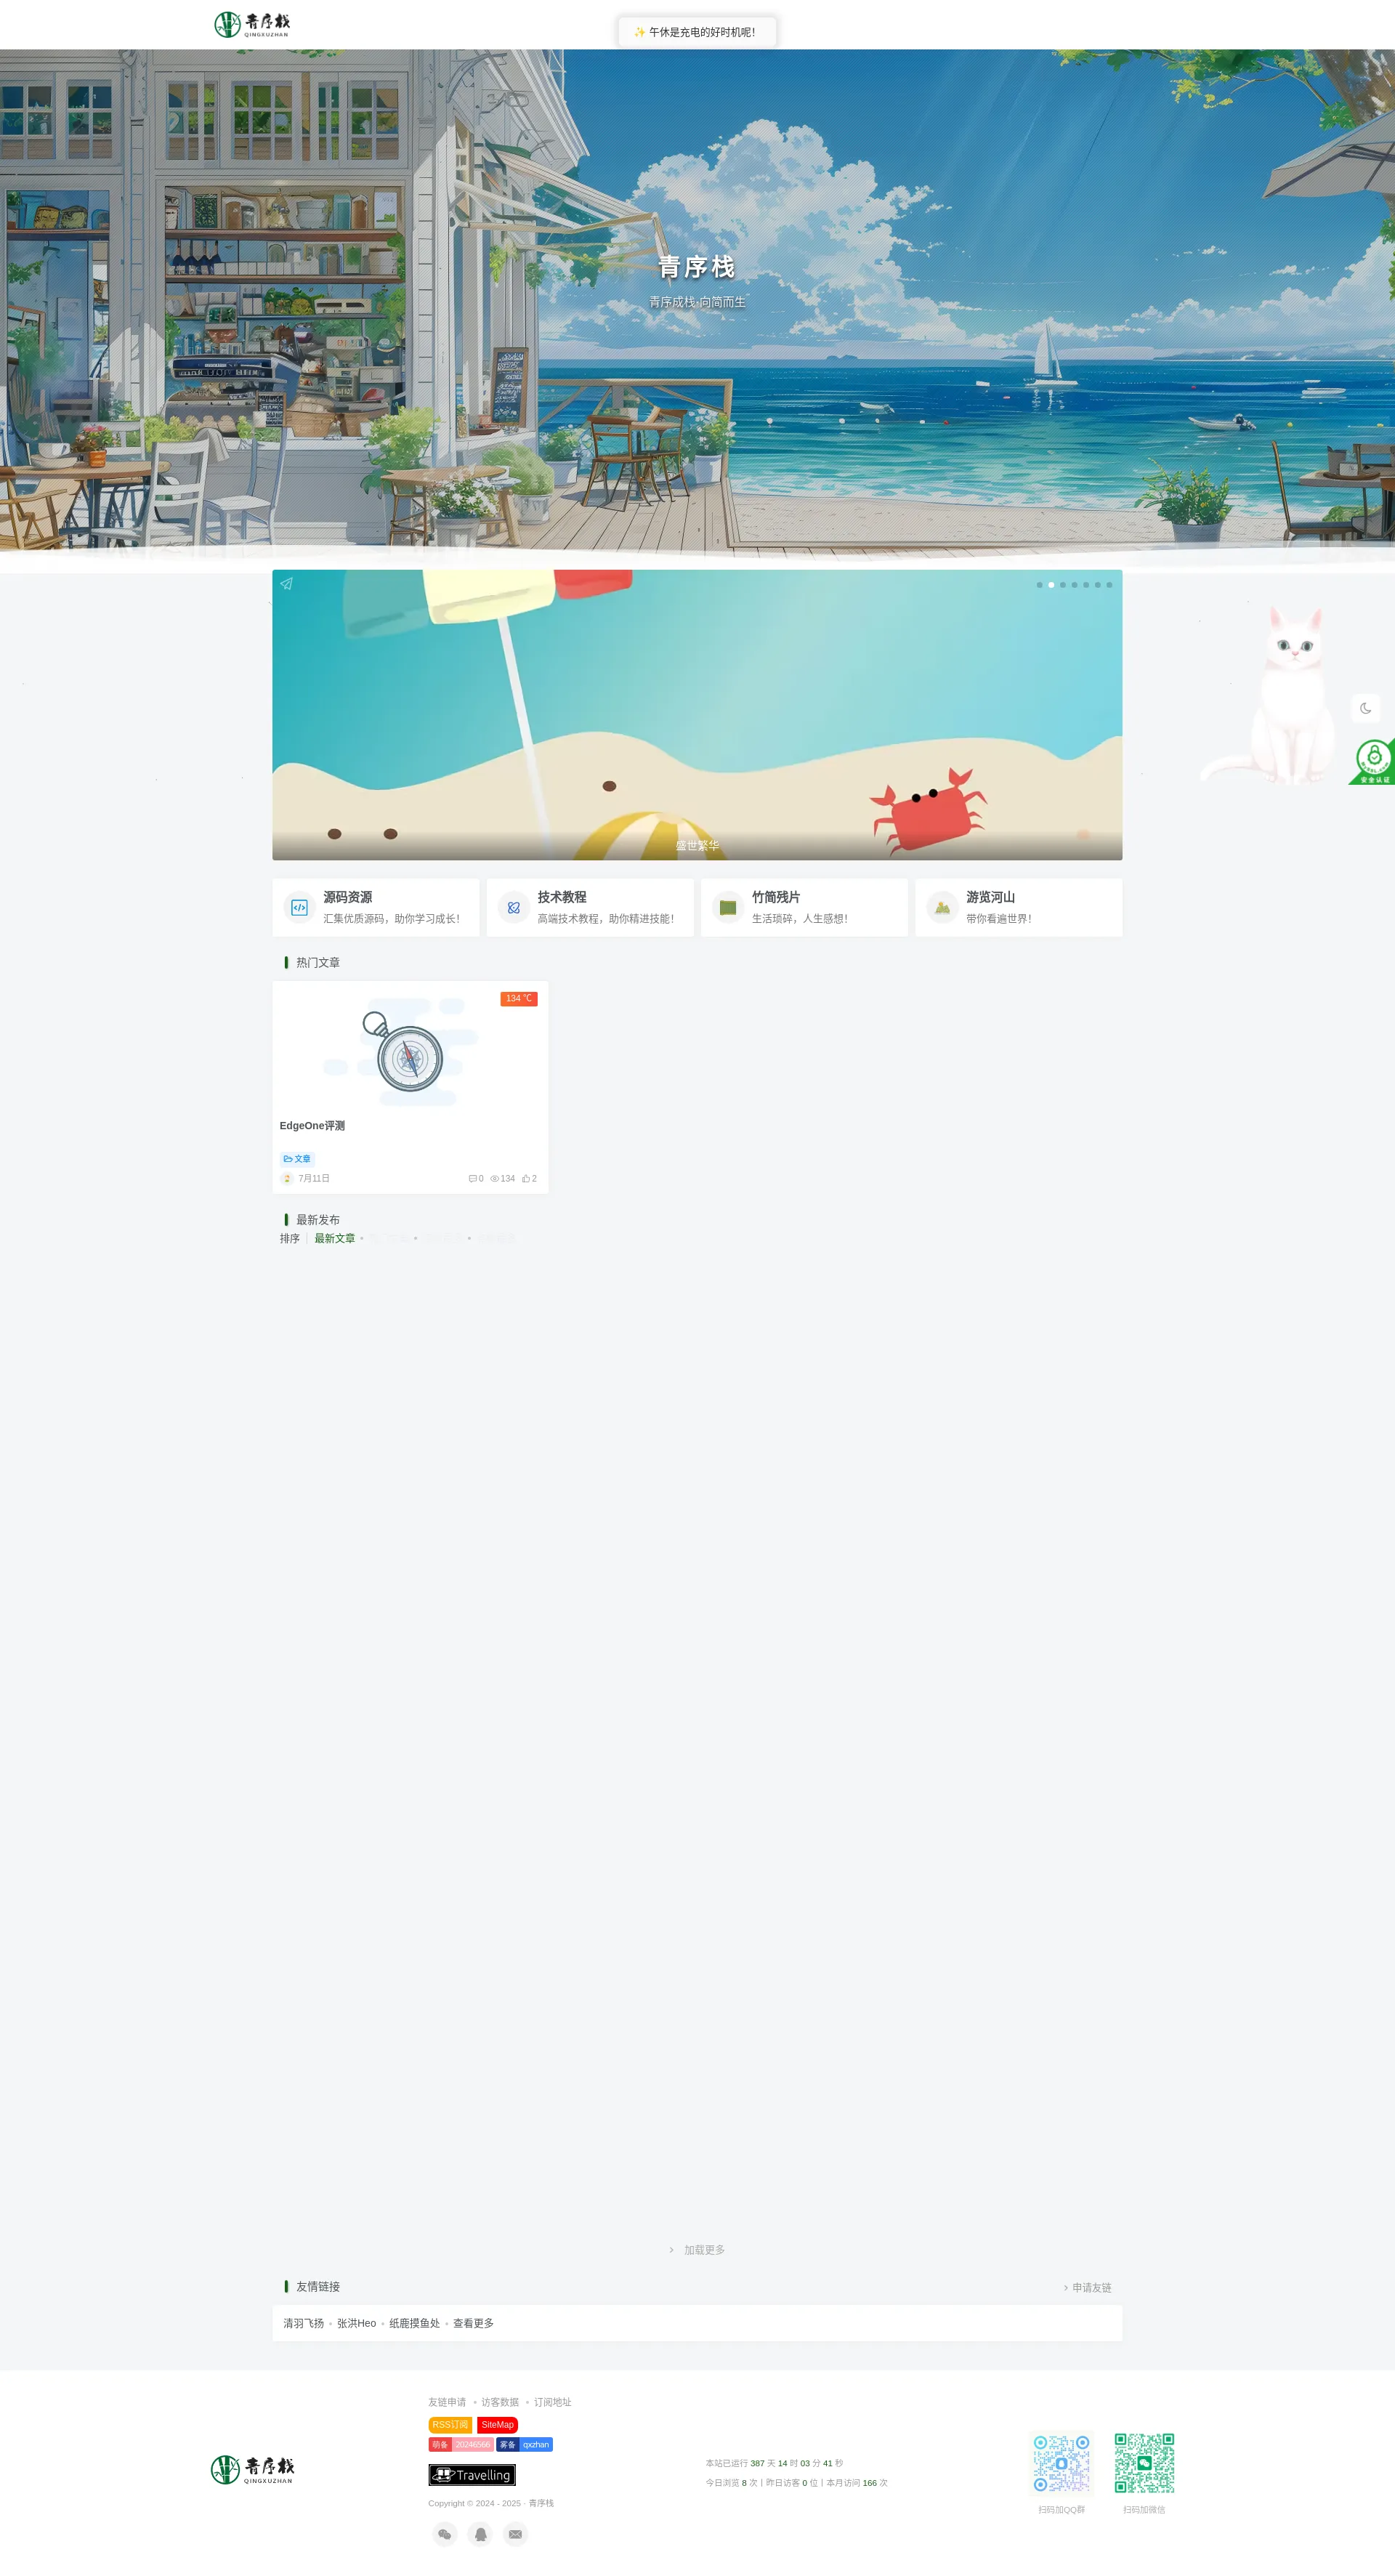 青序栈
QINGXUZHAN
✨ 午休是充电的好时机呢！
青序栈
青序成栈·向简而生
盛世繁华
源码资源
汇集优质源码，助你学习成长！
技术教程
高端技术教程，助你精进技能！
竹简残片
生活琐碎，人生感想！
游览河山
带你看遍世界！
安全认证
热门文章
134 ℃
EdgeOne评测
文章
7月11日
0 134 2
最新发布
排序 最新文章
加载更多
友情链接
申请友链
清羽飞扬 张洪Heo 纸鹿摸鱼处 查看更多
友链申请 访客数据 订阅地址
RSS订阅 SiteMap
萌备 20246566 雾备 qxzhan
Travelling
Copyright © 2024 - 2025 · 青序栈
青序栈
QINGXUZHAN
本站已运行 387 天 14 时 03 分 41 秒
今日浏览 8 次丨昨日访客 0 位丨本月访问 166 次
扫码加QQ群
扫码加微信